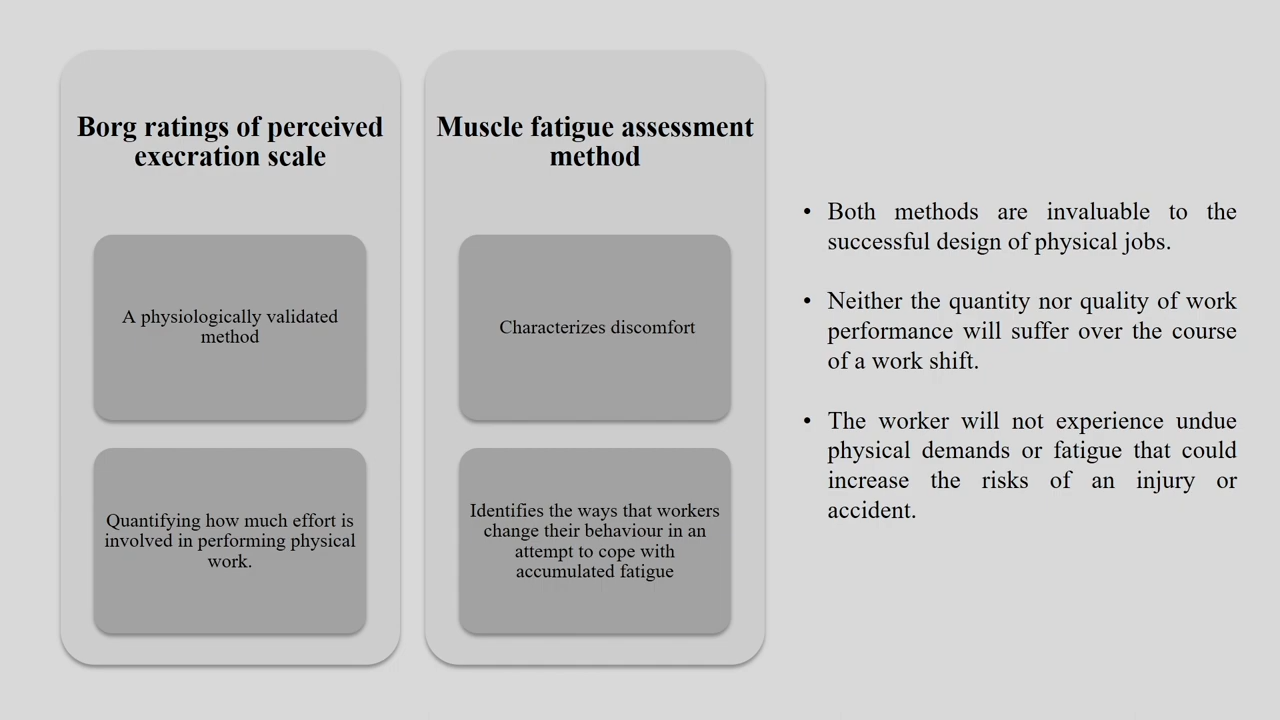 Borg ratings of perceived
execration scale
A physiologically validated
method
Quantifying how much effort is
involved in performing physical
work.
Muscle fatigue assessment
method
Characterizes discomfort
Identifies the ways that workers
change their behaviour in an
attempt to cope with
accumulated fatigue
• Both methods are invaluable to the
successful design of physical jobs.
• Neither the quantity nor quality of work
performance will suffer over the course
of a work shift.
• The worker will not experience undue
physical demands or fatigue that could
increase the risks of an injury or
accident.